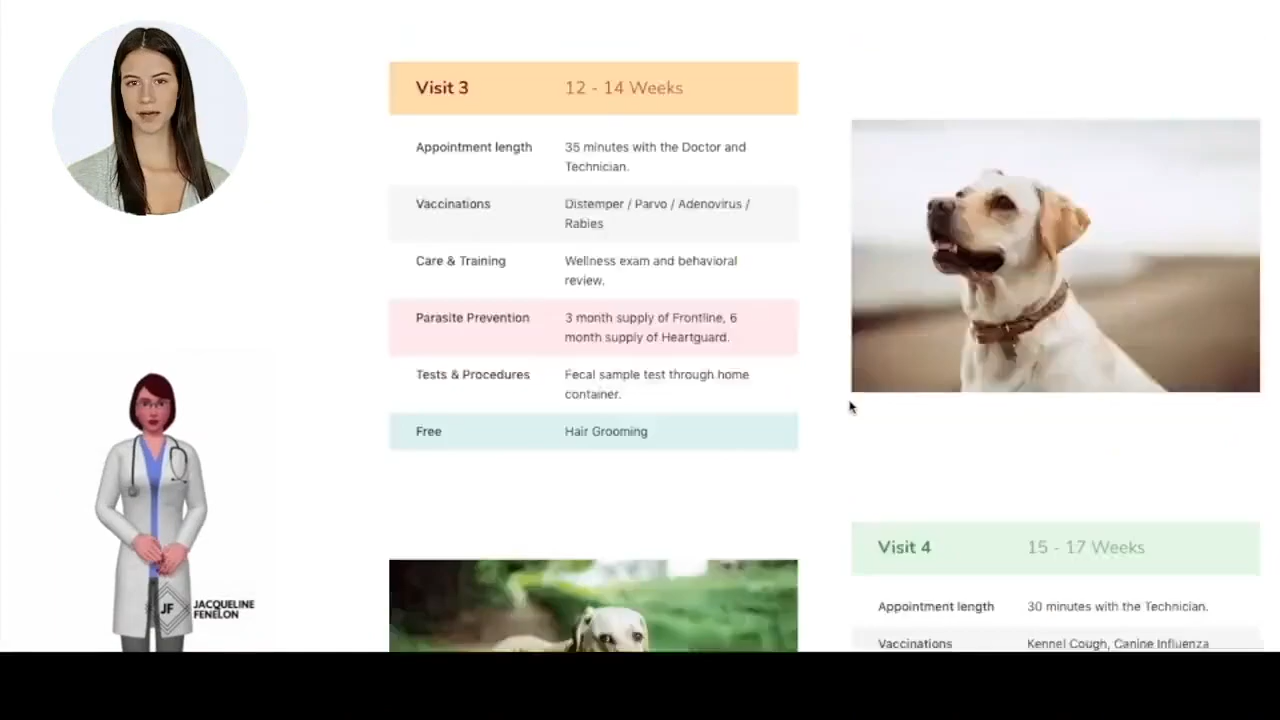 Visit 3 12 - 14 Weeks
Appointment length 35 minutes with the Doctor and
Technician.
Vaccinations Distemper / Parvo / Adenovirus /
Rabies
Care & Training Wellness exam and behavioral
review.
Parasite Prevention 3 month supply of Frontline, 6
month supply of Heartguard.
Tests & Procedures Fecal sample test through home
container.
Free Hair Grooming
JF JACQUELINE
FENELON
Visit 4 15 - 17 Weeks
Appointment length 30 minutes with the Technician.
Vaccinations Kennel Cough, Canine Influenza